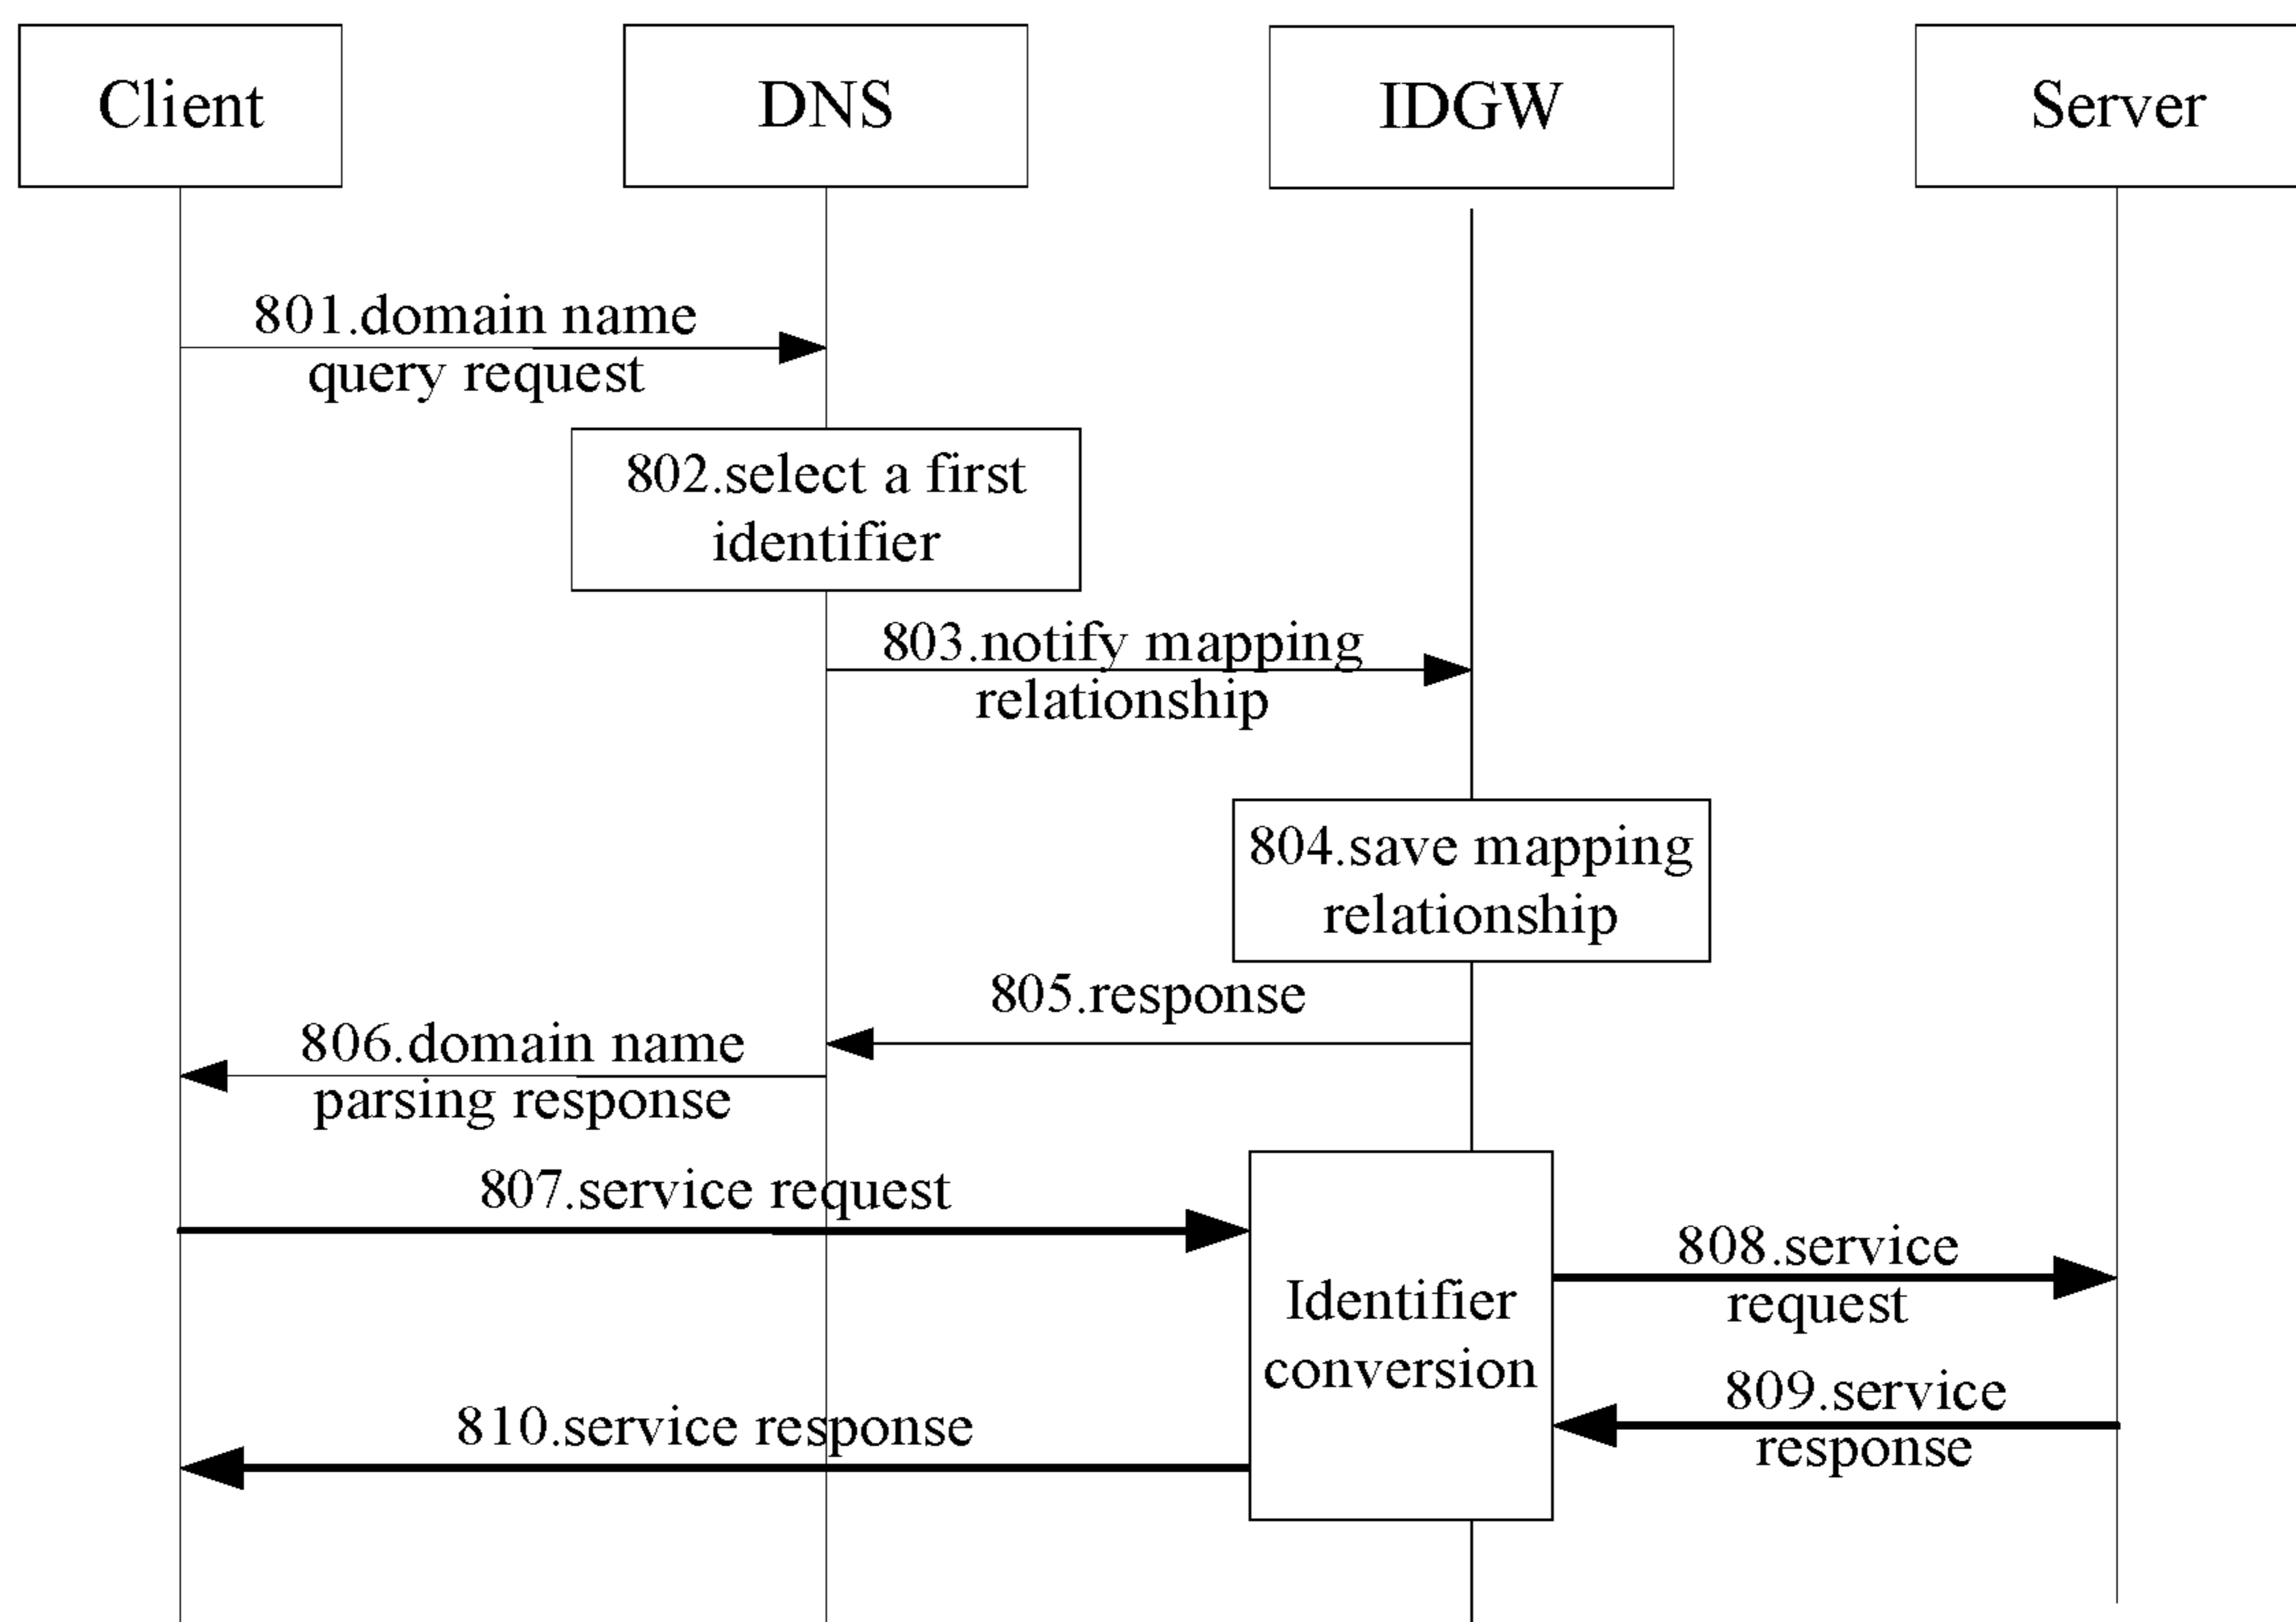 Client
DNS
IDGW
Server
801.domain name
query request
802.select a first
identifier
803.notify mapping
relationship
804.save mapping
relationship
805.response
806.domain name
parsing response
807.service request
808.service
request
Identifier
conversion
809.service
response
810.service response